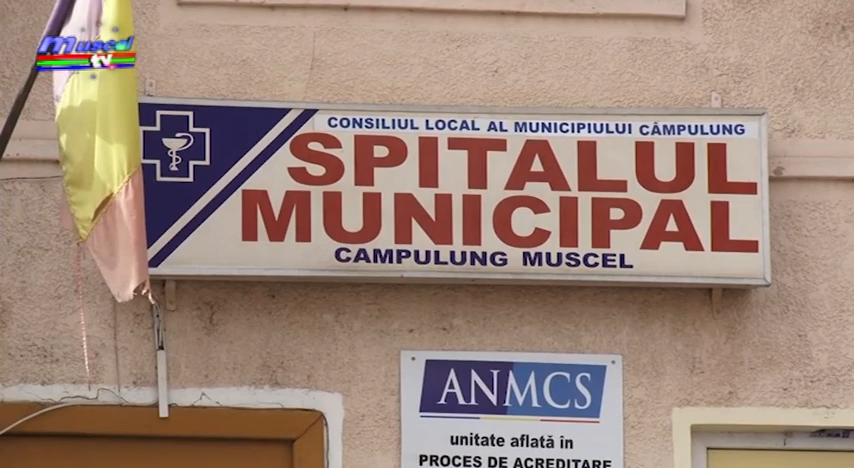 Muscel
tv
CONSILIUL LOCAL AL MUNICIPIULUI CÂMPULUNG
SPITALUL
MUNICIPAL
CAMPULUNG MUSCEL
ANMCS
unitate aflată în
PROCES DE ACREDITARE